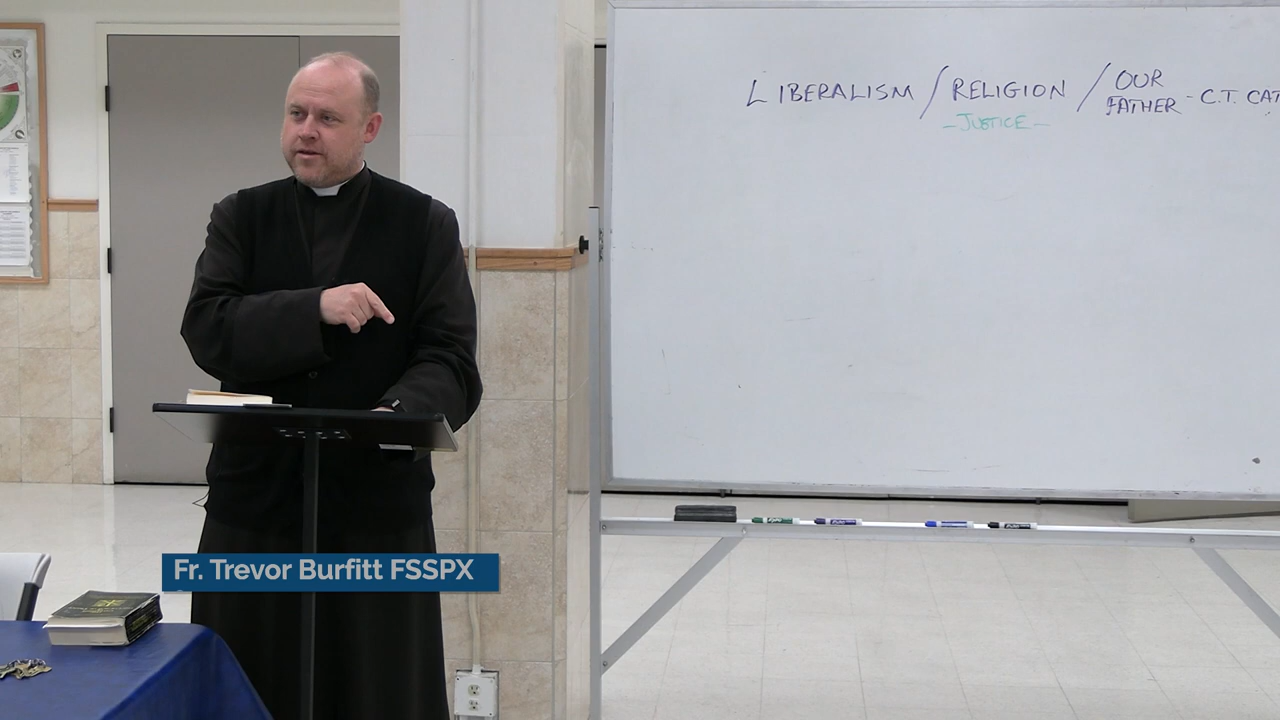 LIBERALISM / RELIGION / OUR
FATHER - C.T. CAT
- JUSTICE -
Fr. Trevor Burfitt FSSPX